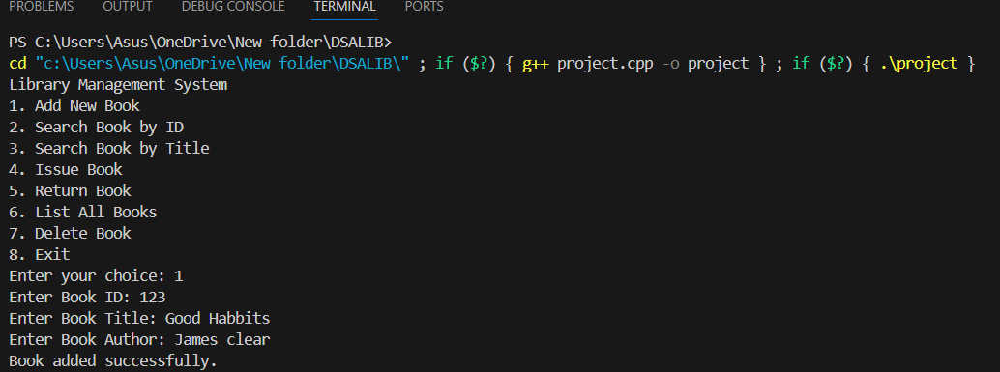 PROBLEMS OUTPUT DEBUG CONSOLE TERMINAL PORTS
PS C:\Users\Asus\OneDrive\New folder\DSALIB>
cd "c:\Users\Asus\OneDrive\New folder\DSALIB\" ; if ($?) { g++ project.cpp -o project } ; if ($?) { .\project }
Library Management System
1. Add New Book
2. Search Book by ID
3. Search Book by Title
4. Issue Book
5. Return Book
6. List All Books
7. Delete Book
8. Exit
Enter your choice: 1
Enter Book ID: 123
Enter Book Title: Good Habbits
Enter Book Author: James clear
Book added successfully.